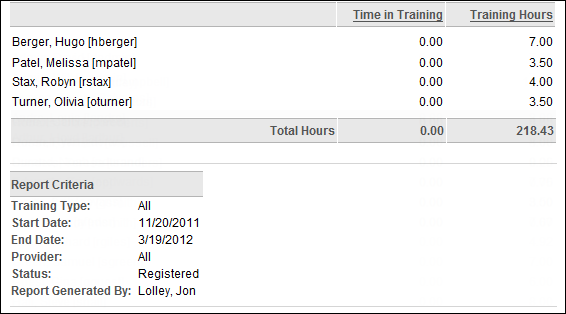 Time in Training Training Hours
Berger, Hugo [hberger] 0.00 7.00
Patel, Melissa [mpatel] 0.00 3.50
Stax, Robyn [rstax] 0.00 4.00
Turner, Olivia [oturner] 0.00 3.50
Total Hours 0.00 218.43
Report Criteria
Training Type: All
Start Date: 11/20/2011
End Date: 3/19/2012
Provider: All
Status: Registered
Report Generated By: Lolley, Jon